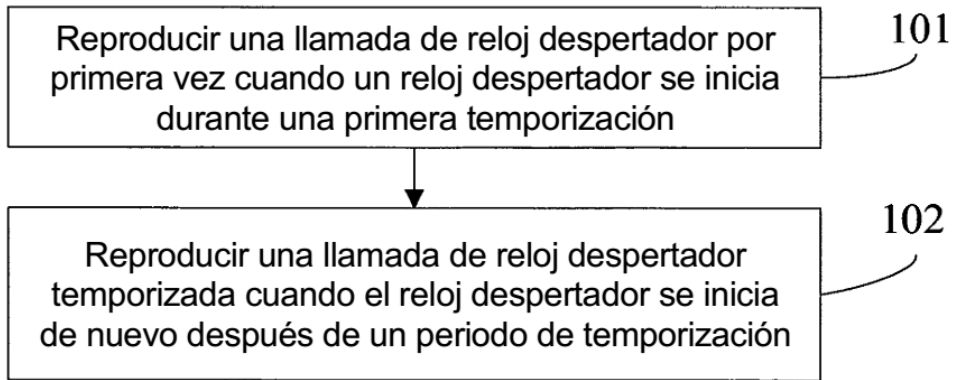 Reproducir una llamada de reloj despertador por
primera vez cuando un reloj despertador se inicia
durante una primera temporización
101
Reproducir una llamada de reloj despertador
temporizada cuando el reloj despertador se inicia
de nuevo después de un periodo de temporización
102